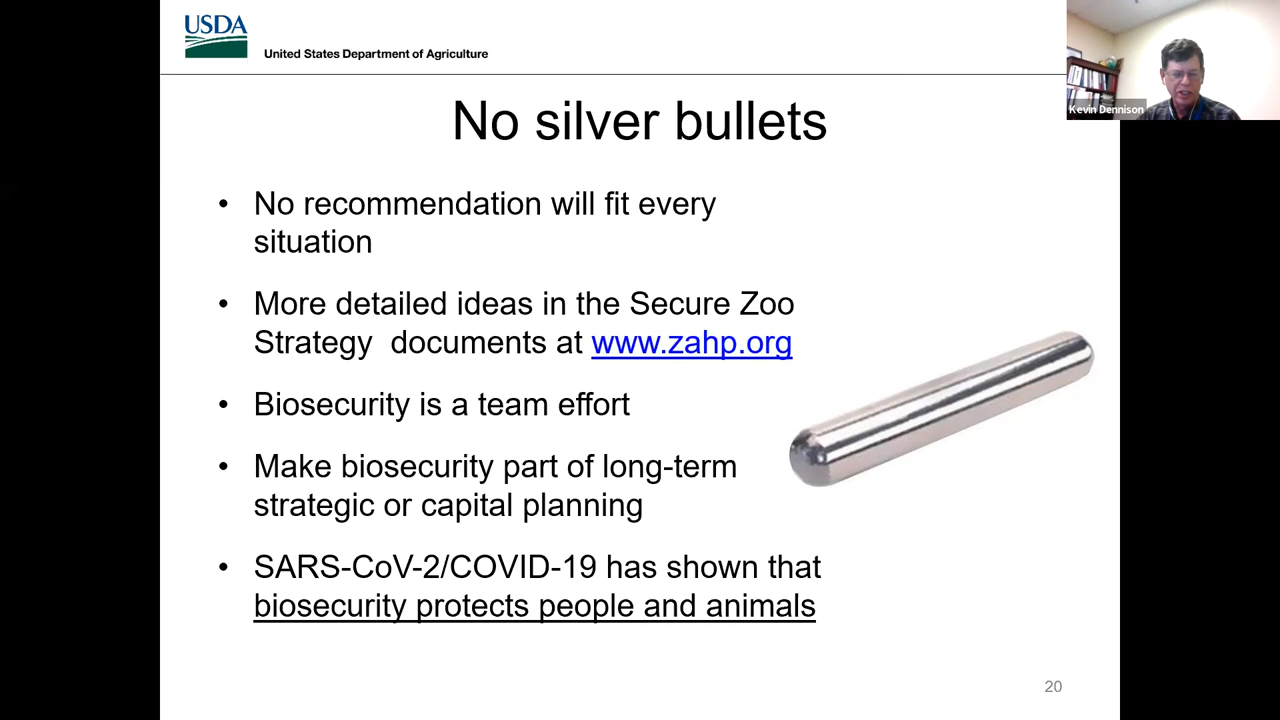 USDA
United States Department of Agriculture
Kevin Dennison
No silver bullets
• No recommendation will fit every
situation
• More detailed ideas in the Secure Zoo
Strategy  documents at www.zahp.org
• Biosecurity is a team effort
• Make biosecurity part of long-term
strategic or capital planning
• SARS-CoV-2/COVID-19 has shown that
biosecurity protects people and animals
20